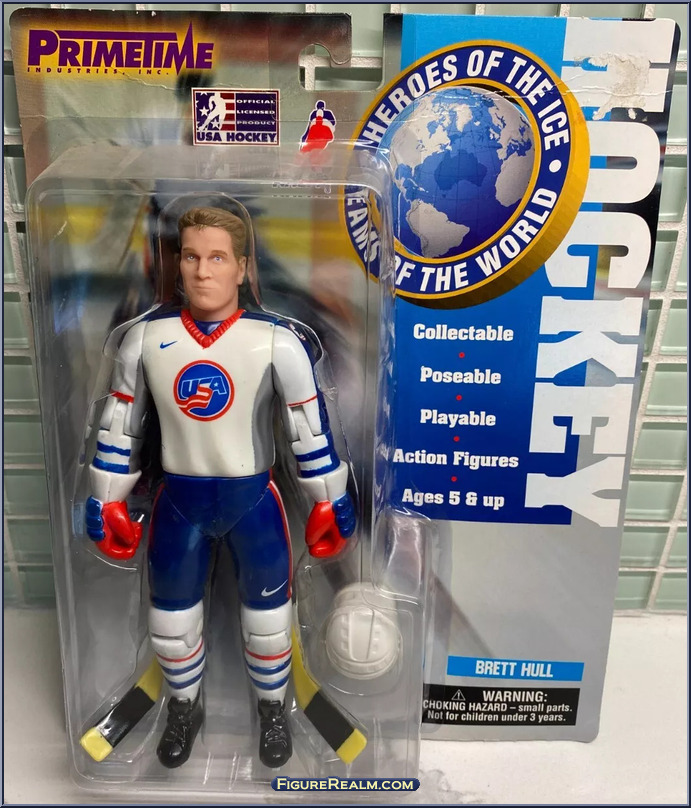 PRIMETIME
INDUSTRIES, INC.
OFFICIAL
LICENSED
PRODUCT
USA HOCKEY
HEROES OF THE ICE •
TEAMS OF THE WORLD
HOCKEY
Collectable
Poseable
Playable
Action Figures
Ages 5 & up
USA
BRETT HULL
WARNING:
CHOKING HAZARD – small parts.
Not for children under 3 years.
FIGUREREALM.COM